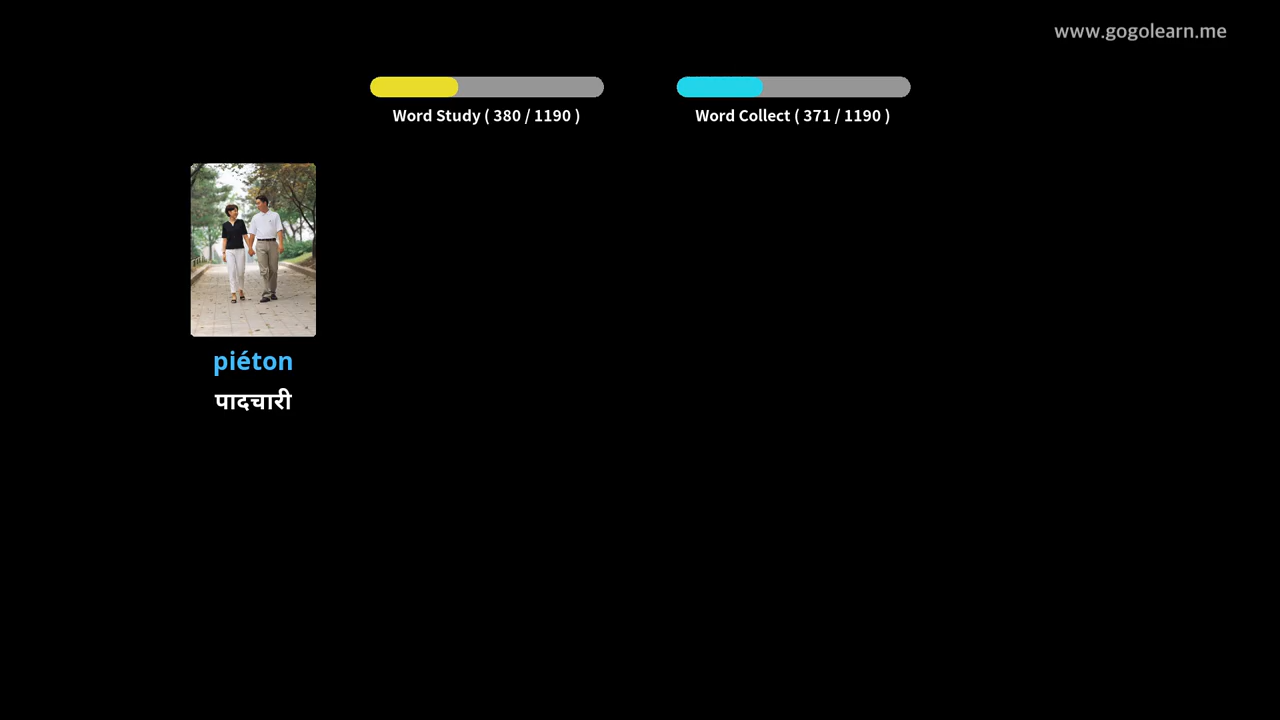 www.gogolearn.me
Word Study ( 380 / 1190 )
Word Collect ( 371 / 1190 )
piéton
पादचारी